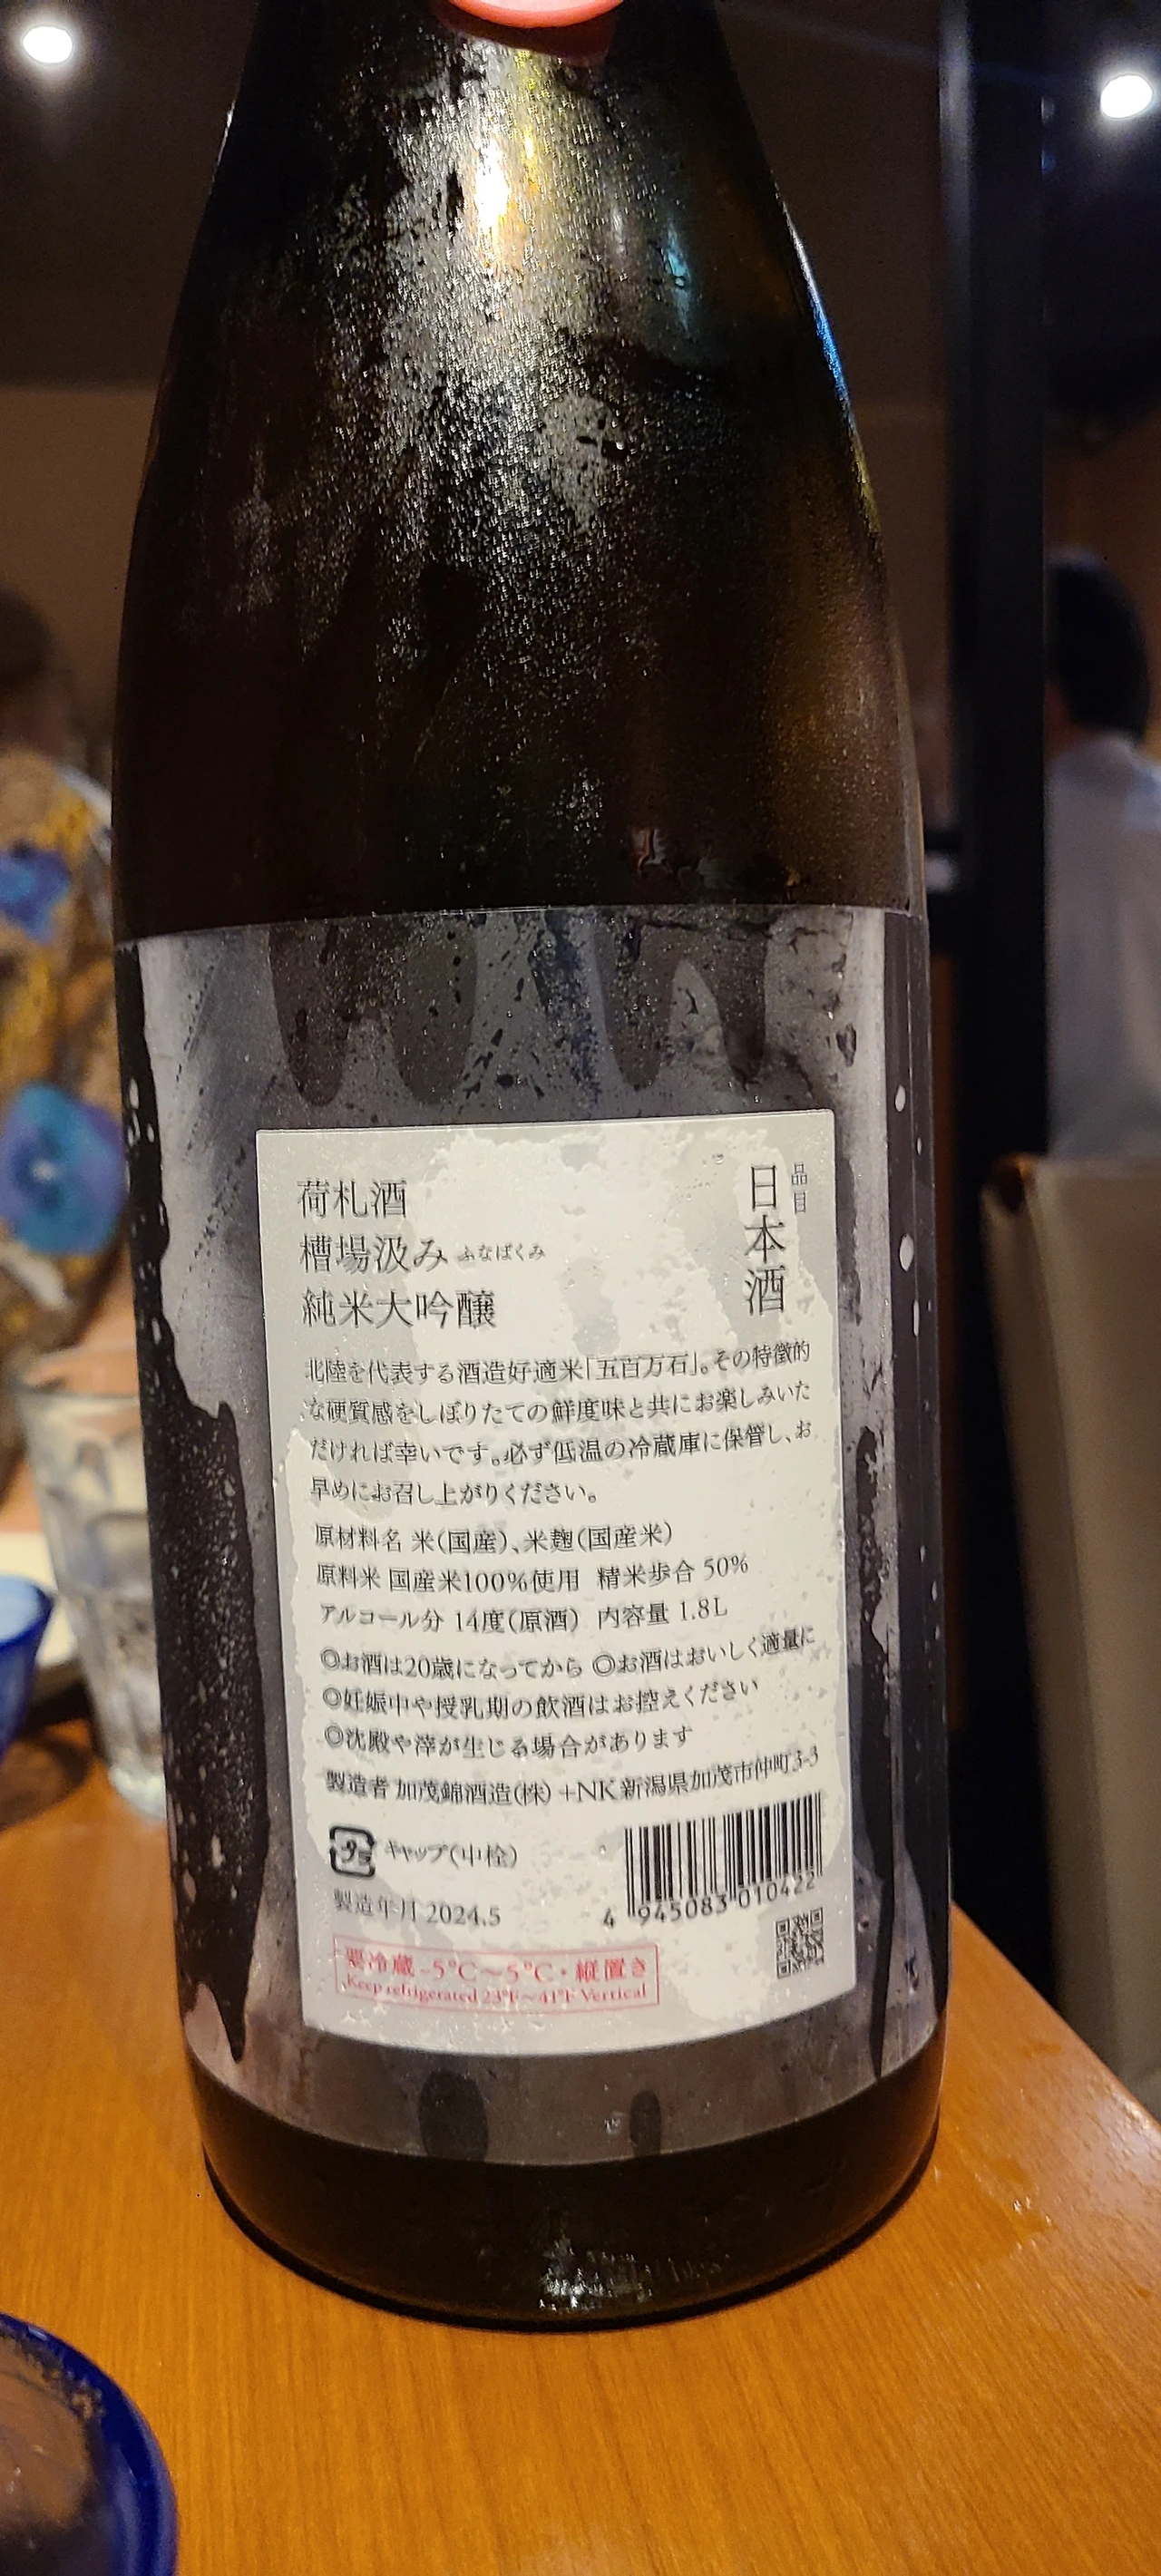 品目
日本酒
荷札酒
槽場汲み ふなばくみ
純米大吟醸
北陸を代表する酒造好適米「五百万石」。その特徴的
な硬質感をしぼりたての鮮度味と共にお楽しみいた
だければ幸いです。必ず低温の冷蔵庫に保管し、お
早めにお召し上がりください。
原材料名 米(国産)、米麹(国産米)
原料米 国産米100%使用 精米歩合 50%
アルコール分 14度(原酒) 内容量 1.8L
◎お酒は20歳になってから ◎お酒はおいしく適量に
◎妊娠中や授乳期の飲酒はお控えください
◎沈殿や滓が生じる場合があります
製造者 加茂錦酒造(株) +NK 新潟県加茂市仲町3-3
キャップ(中栓)
製造年月 2024.5
4 945083 010422
要冷蔵 -5℃～5℃・縦置き
Keep refrigerated 23°F～41°F Vertical